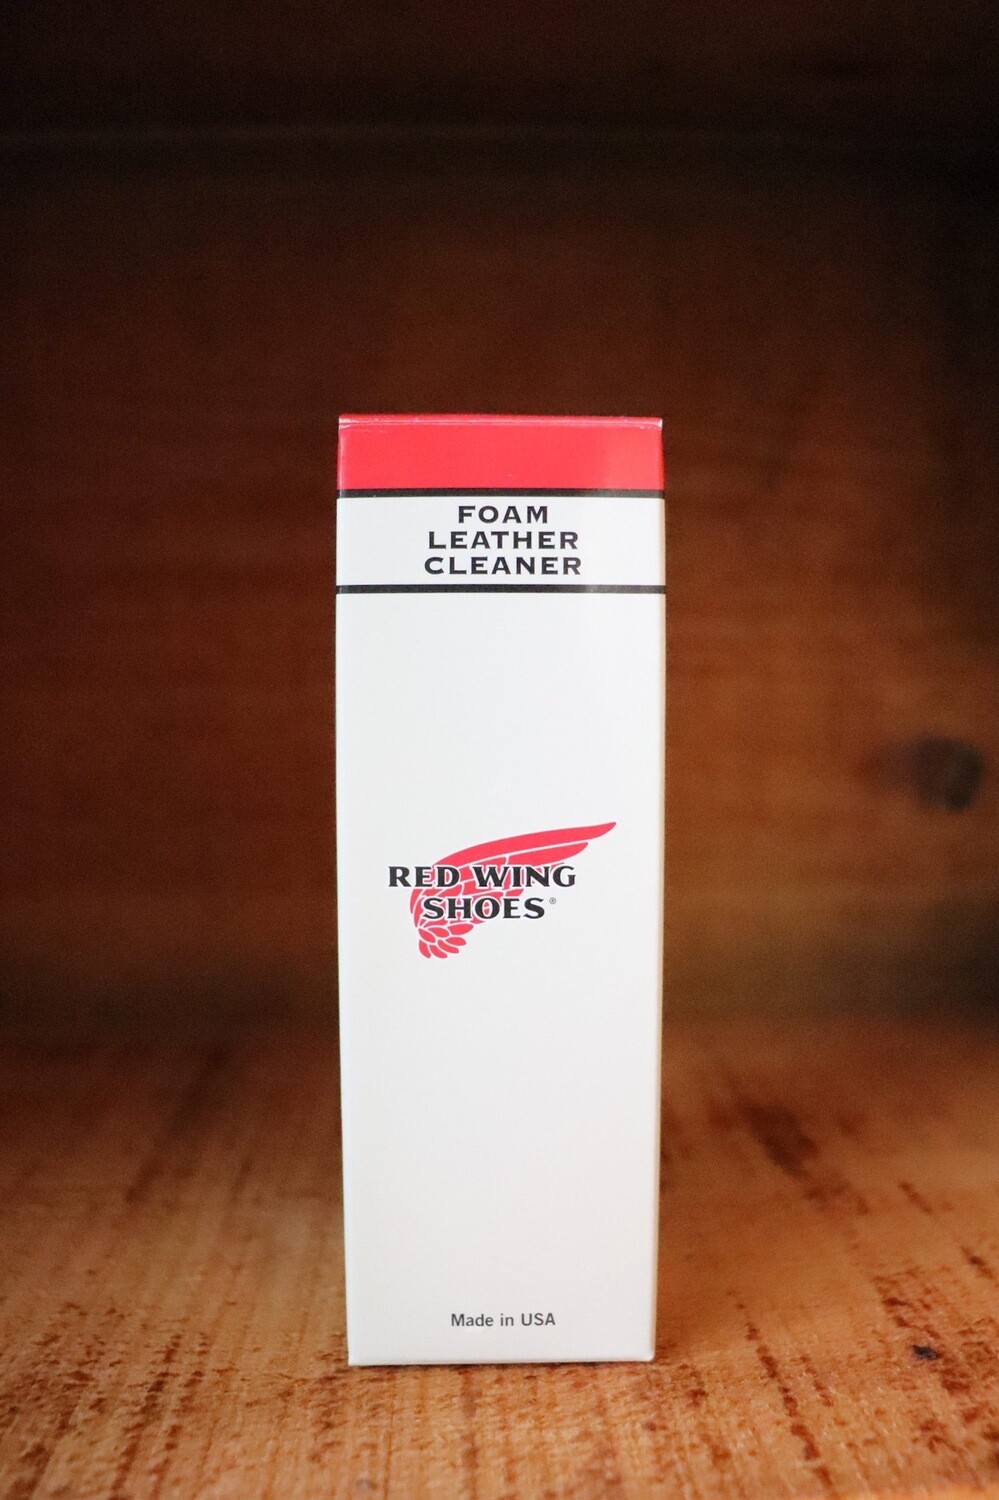 FOAM
LEATHER
CLEANER
RED WING
SHOES®
Made in USA